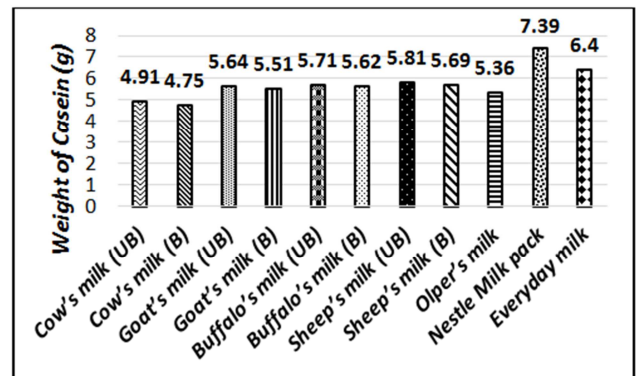 Weight of Casein (g)
8
7
6
5
4
3
2
1
0
4.91
4.75
5.64
5.51
5.71
5.62
5.81
5.69
5.36
7.39
6.4
Cow's milk (UB)
Cow's milk (B)
Goat's milk (UB)
Goat's milk (B)
Buffalo's milk (UB)
Buffalo's milk (B)
Sheep's milk (UB)
Sheep's milk (B)
Olper's milk
Nestle Milk pack
Everyday milk